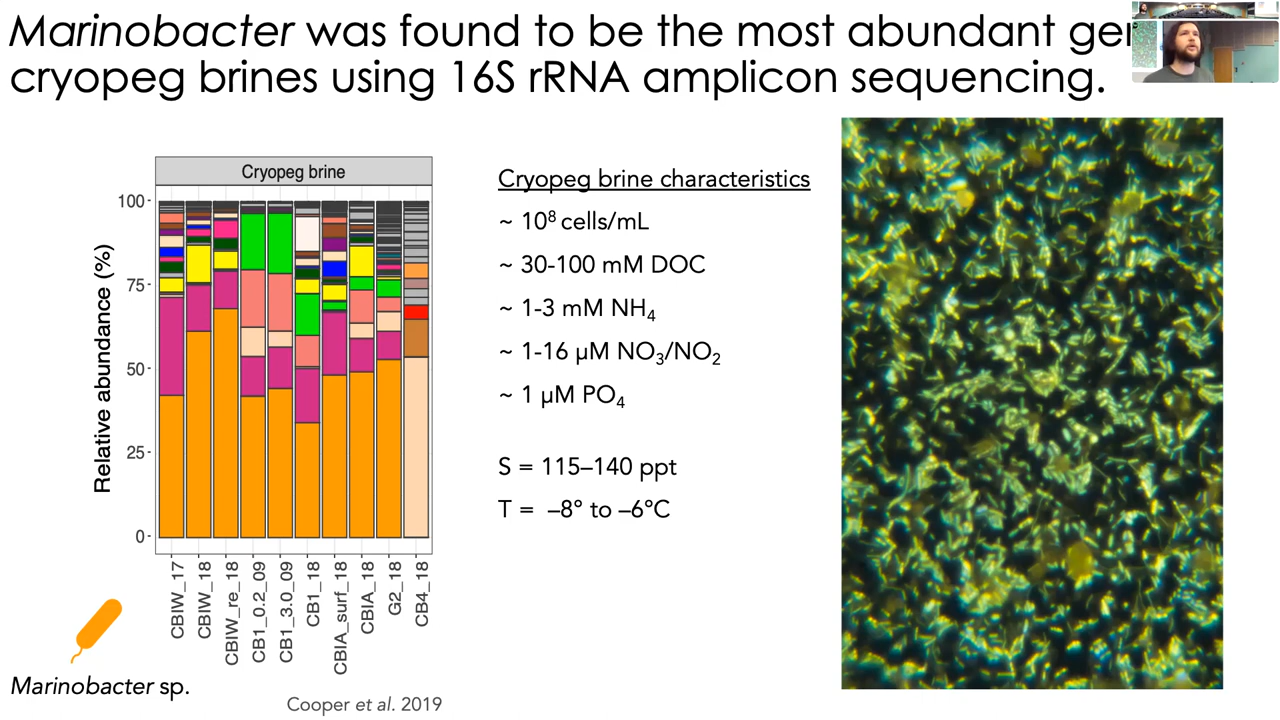 Marinobacter was found to be the most abundant
cryopeg brines using 16S rRNA amplicon sequencing.
Cryopeg brine
Relative abundance (%)
100
75
50
25
0
CBIW_17
CBIW_18
CBIW_re_18
CB1_0.2_09
CB1_3.0_09
CB1_18
CBIA_surf_18
CBIA_18
G2_18
CB4_18
Marinobacter sp.
Cooper et al. 2019
Cryopeg brine characteristics
~ 10⁸ cells/mL
~ 30-100 mM DOC
~ 1-3 mM NH₄
~ 1-16 µM NO₃/NO₂
~ 1 µM PO₄
S = 115–140 ppt
T = –8° to –6°C